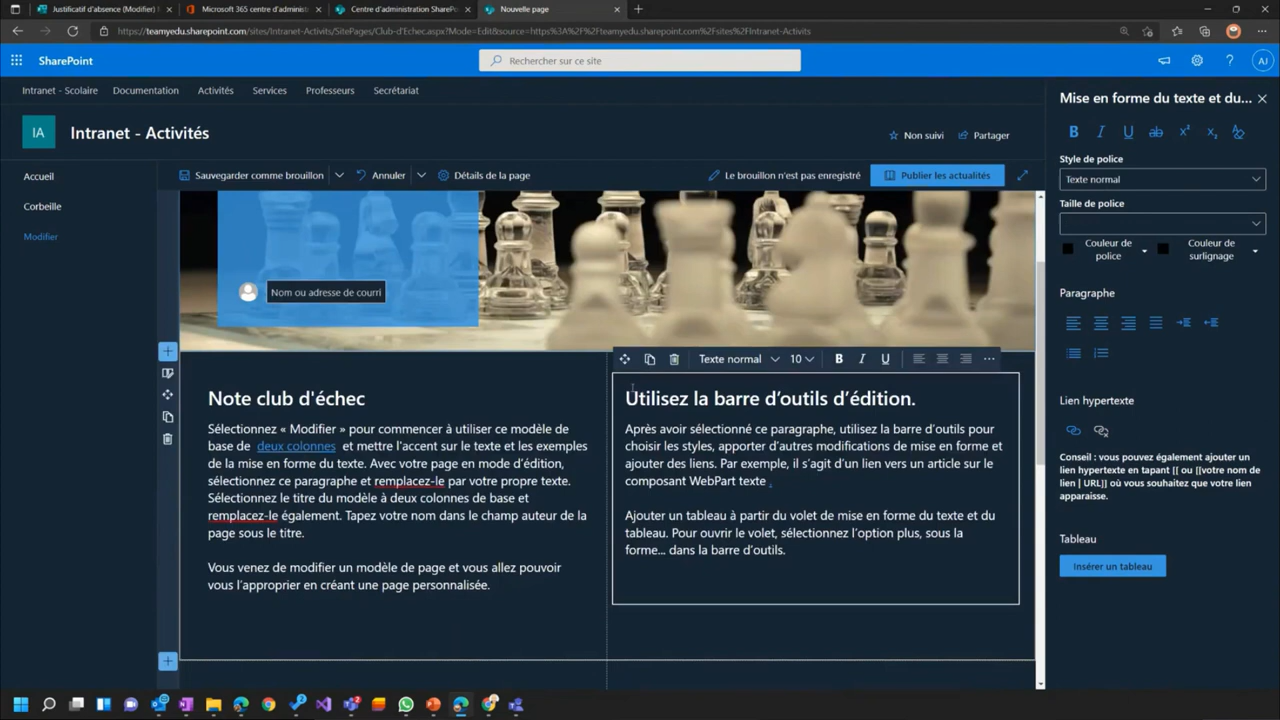 Justificatif d'absence (Modifier)
Microsoft 365 centre d'administ
Centre d'administration SharePo
Nouvelle page
https://teamyedu.sharepoint.com/sites/Intranet-Activits/SitePages/Club-d'Echec.aspx?Mode=Edit&source=https%3A%2F%2Fteamyedu.sharepoint.com%2Fsites%2FIntranet-Activits
SharePoint
Rechercher sur ce site
AJ
Intranet - Scolaire
Documentation
Activités
Services
Professeurs
Secrétariat
IA
Intranet - Activités
Non suivi
Partager
Accueil
Corbeille
Modifier
Sauvegarder comme brouillon
Annuler
Détails de la page
Le brouillon n'est pas enregistré
Publier les actualités
Nom ou adresse de courri
Texte normal
10
B I U
Note club d'échec
Sélectionnez « Modifier » pour commencer à utiliser ce modèle de
base de deux colonnes et mettre l'accent sur le texte et les exemples
de la mise en forme du texte. Avec votre page en mode d'édition,
sélectionnez ce paragraphe et remplacez-le par votre propre texte.
Sélectionnez le titre du modèle à deux colonnes de base et
remplacez-le également. Tapez votre nom dans le champ auteur de la
page sous le titre.
Vous venez de modifier un modèle de page et vous allez pouvoir
vous l'approprier en créant une page personnalisée.
Utilisez la barre d'outils d'édition.
Après avoir sélectionné ce paragraphe, utilisez la barre d'outils pour
choisir les styles, apporter d'autres modifications de mise en forme et
ajouter des liens. Par exemple, il s'agit d'un lien vers un article sur le
composant WebPart texte .
Ajouter un tableau à partir du volet de mise en forme du texte et du
tableau. Pour ouvrir le volet, sélectionnez l'option plus, sous la
forme... dans la barre d'outils.
Mise en forme du texte et du...
B I U ab x² x₂
Style de police
Texte normal
Taille de police
Couleur de
police
Couleur de
surlignage
Paragraphe
Lien hypertexte
Conseil : vous pouvez également ajouter un
lien hypertexte en tapant [[ ou [[votre nom de
lien | URL]] où vous souhaitez que votre lien
apparaisse.
Tableau
Insérer un tableau